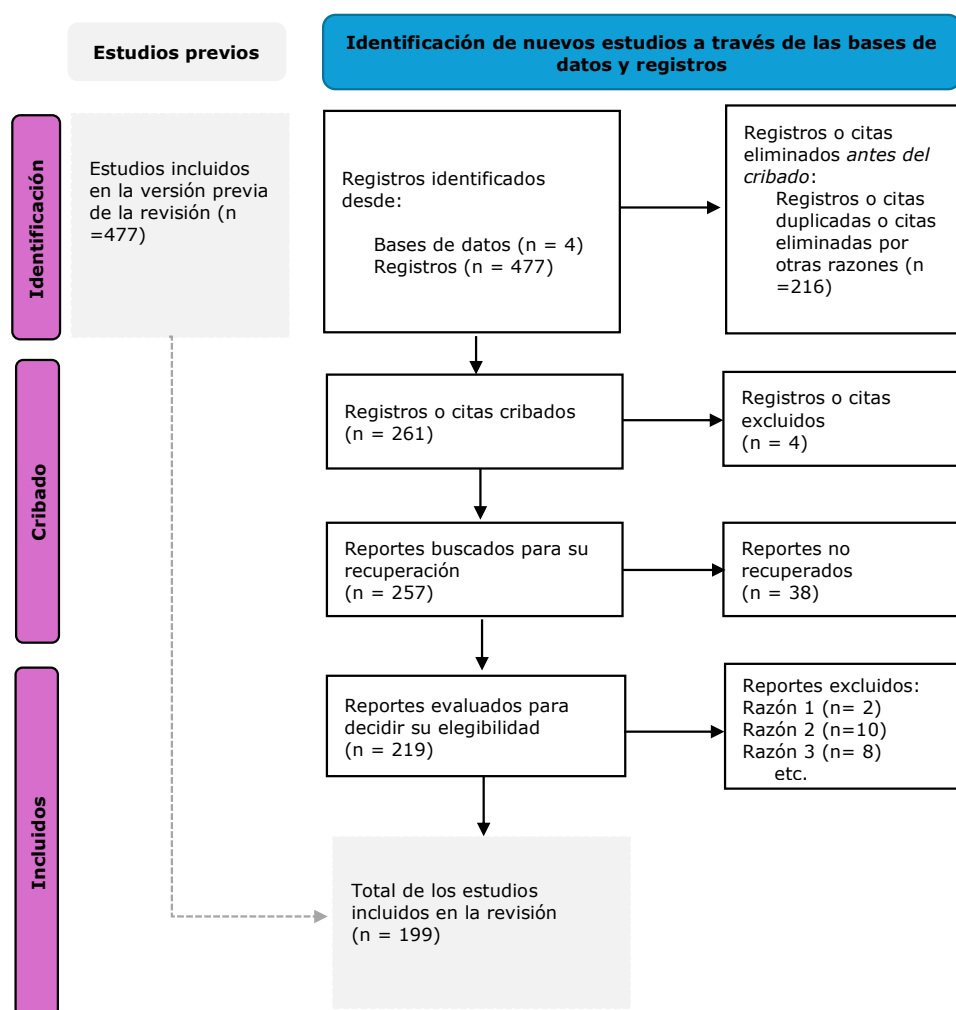 Estudios previos
Identificación de nuevos estudios a través de las bases de
datos y registros
Identificación
Estudios incluidos
en la versión previa
de la revisión (n
=477)
Registros identificados
desde:
Bases de datos (n = 4)
Registros (n = 477)
Registros o citas
eliminados antes del
cribado:
Registros o citas
duplicadas o citas
eliminadas por
otras razones (n
=216)
Cribado
Registros o citas cribados
(n = 261)
Registros o citas
excluidos
(n = 4)
Reportes buscados para su
recuperación
(n = 257)
Reportes no
recuperados
(n = 38)
Incluidos
Reportes evaluados para
decidir su elegibilidad
(n = 219)
Reportes excluidos:
Razón 1 (n= 2)
Razón 2 (n=10)
Razón 3 (n= 8)
etc.
Total de los estudios
incluidos en la revisión
(n = 199)